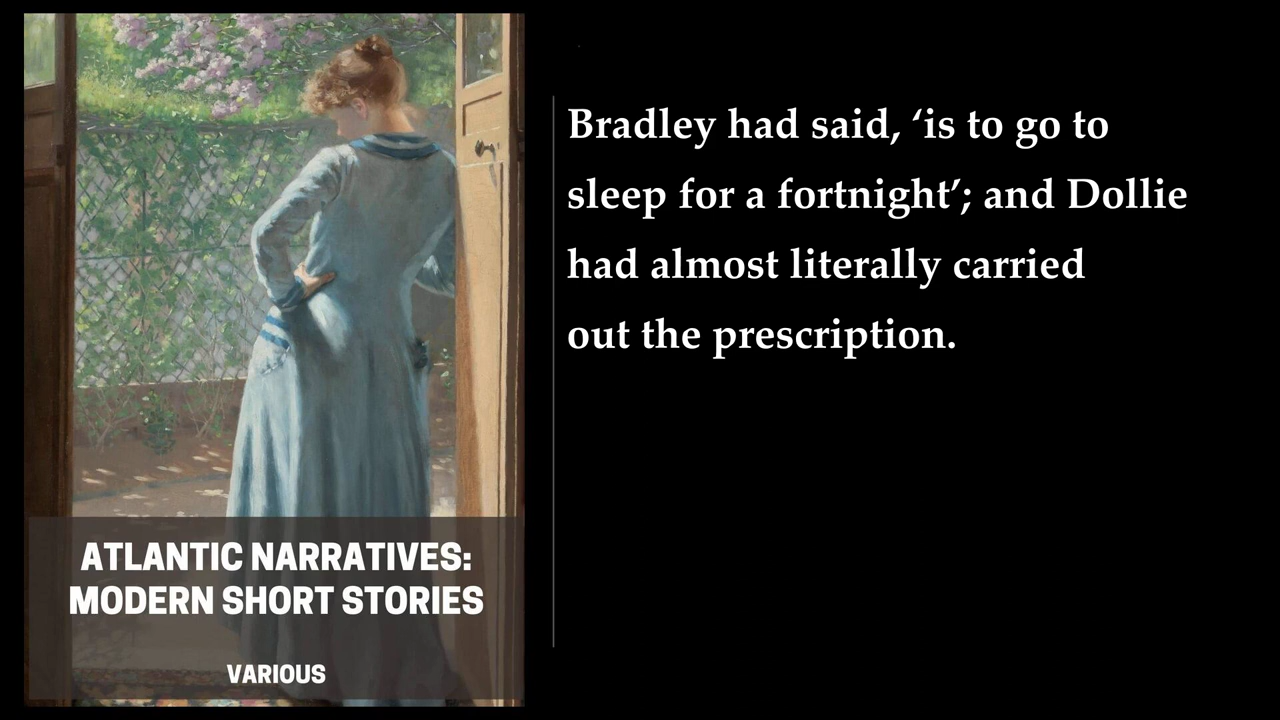 Bradley had said, ‘is to go to
sleep for a fortnight’; and Dollie
had almost literally carried
out the prescription.
ATLANTIC NARRATIVES:
MODERN SHORT STORIES
VARIOUS